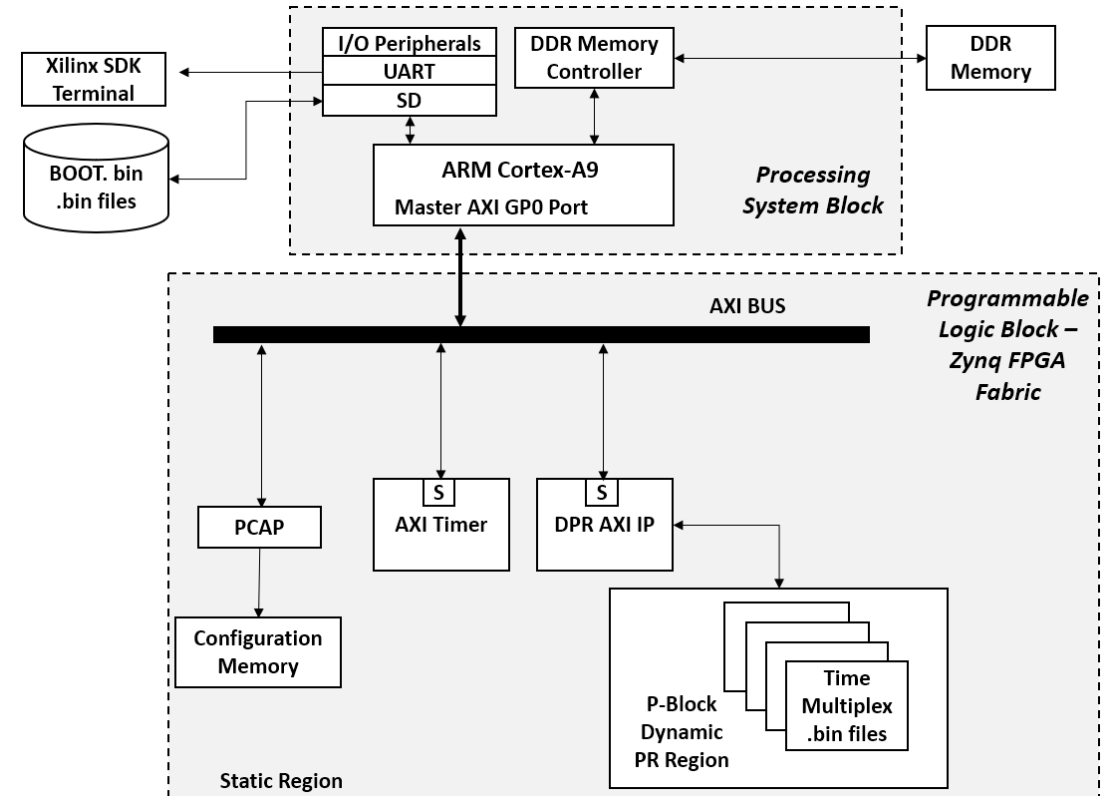 I/O Peripherals
UART
SD
DDR Memory
Controller
DDR
Memory
Xilinx SDK
Terminal
BOOT. bin
.bin files
ARM Cortex-A9
Master AXI GP0 Port
Processing
System Block
AXI BUS
Programmable
Logic Block –
Zynq FPGA
Fabric
PCAP
S
AXI Timer
S
DPR AXI IP
Configuration
Memory
P-Block
Dynamic
PR Region
Time
Multiplex
.bin files
Static Region